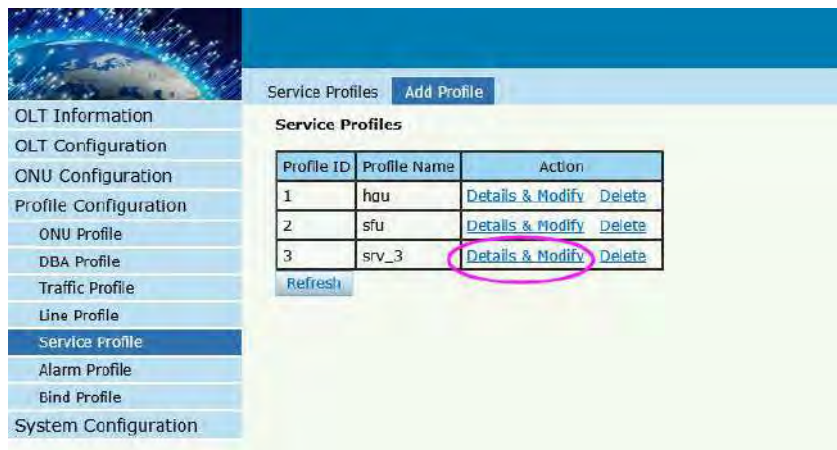 Service Profiles Add Profile
OLT Information
OLT Configuration
ONU Configuration
Profile Configuration
ONU Profile
DBA Profile
Traffic Profile
Line Profile
Service Profile
Alarm Profile
Bind Profile
System Configuration
Service Profiles
Profile ID Profile Name Action
1 hgu Details & Modify Delete
2 sfu Details & Modify Delete
3 srv_3 Details & Modify Delete
Refresh